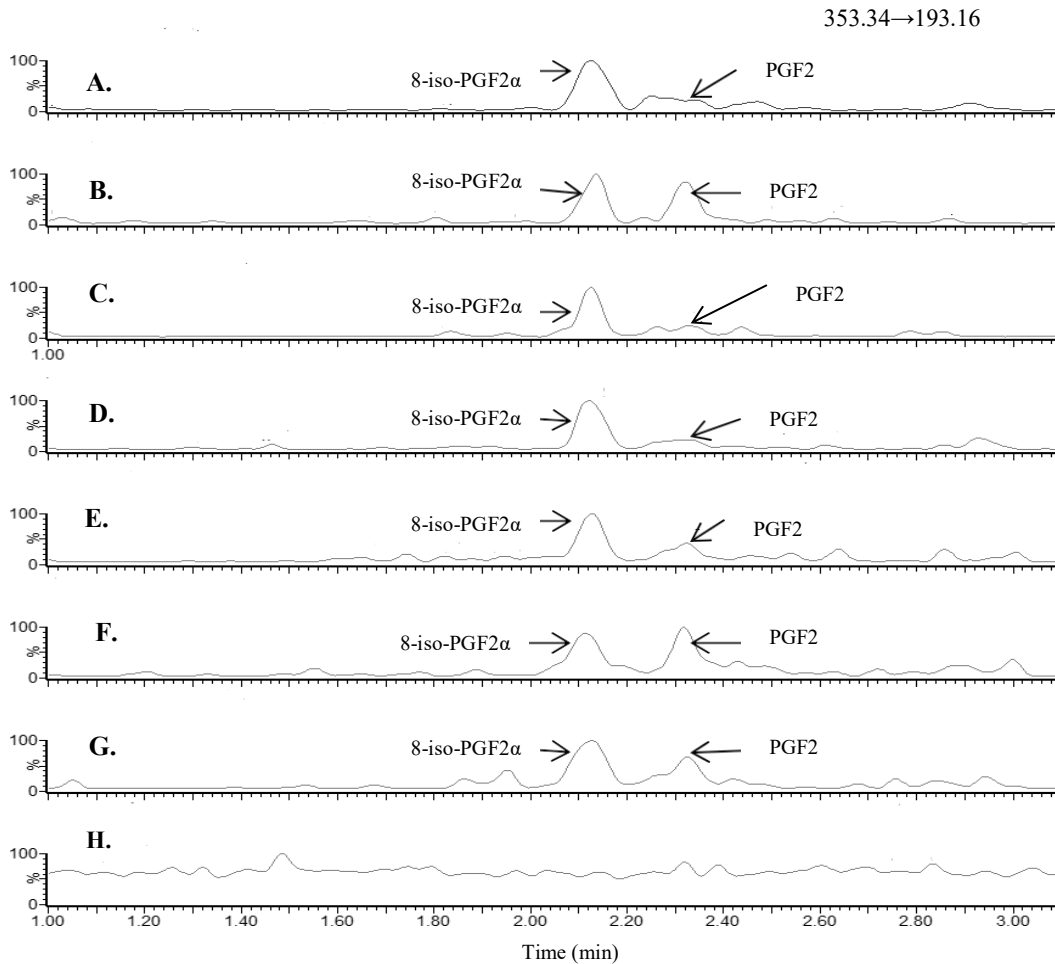 353.34→193.16
100
%
0
A.
8-iso-PGF2α
PGF2
100
%
0
B.
8-iso-PGF2α
PGF2
100
%
0
C.
8-iso-PGF2α
PGF2
1.00
100
%
0
D.
8-iso-PGF2α
PGF2
100
%
0
E.
8-iso-PGF2α
PGF2
100
%
0
F.
8-iso-PGF2α
PGF2
100
%
0
G.
8-iso-PGF2α
PGF2
H.
100
%
0
1.00 1.20 1.40 1.60 1.80 2.00 2.20 2.40 2.60 2.80 3.00
Time (min)